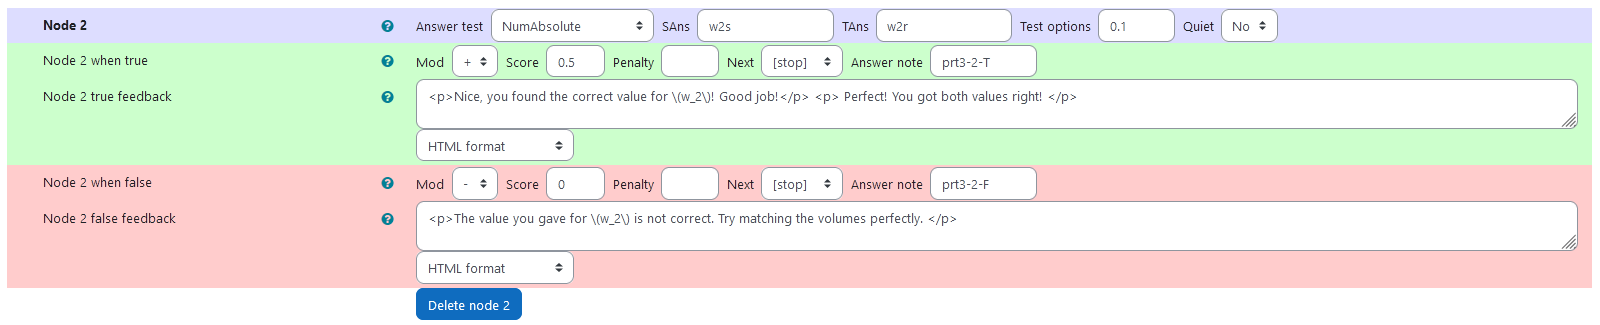 Node 2 Answer test NumAbsolute SAns w2s TAns w2r Test options 0.1 Quiet No
Node 2 when true Mod + Score 0.5 Penalty Next [stop] Answer note prt3-2-T
Node 2 true feedback <p>Nice, you found the correct value for \(w_2\)! Good job!</p> <p> Perfect! You got both values right! </p>
HTML format
Node 2 when false Mod - Score 0 Penalty Next [stop] Answer note prt3-2-F
Node 2 false feedback <p>The value you gave for \(w_2\) is not correct. Try matching the volumes perfectly. </p>
HTML format
Delete node 2